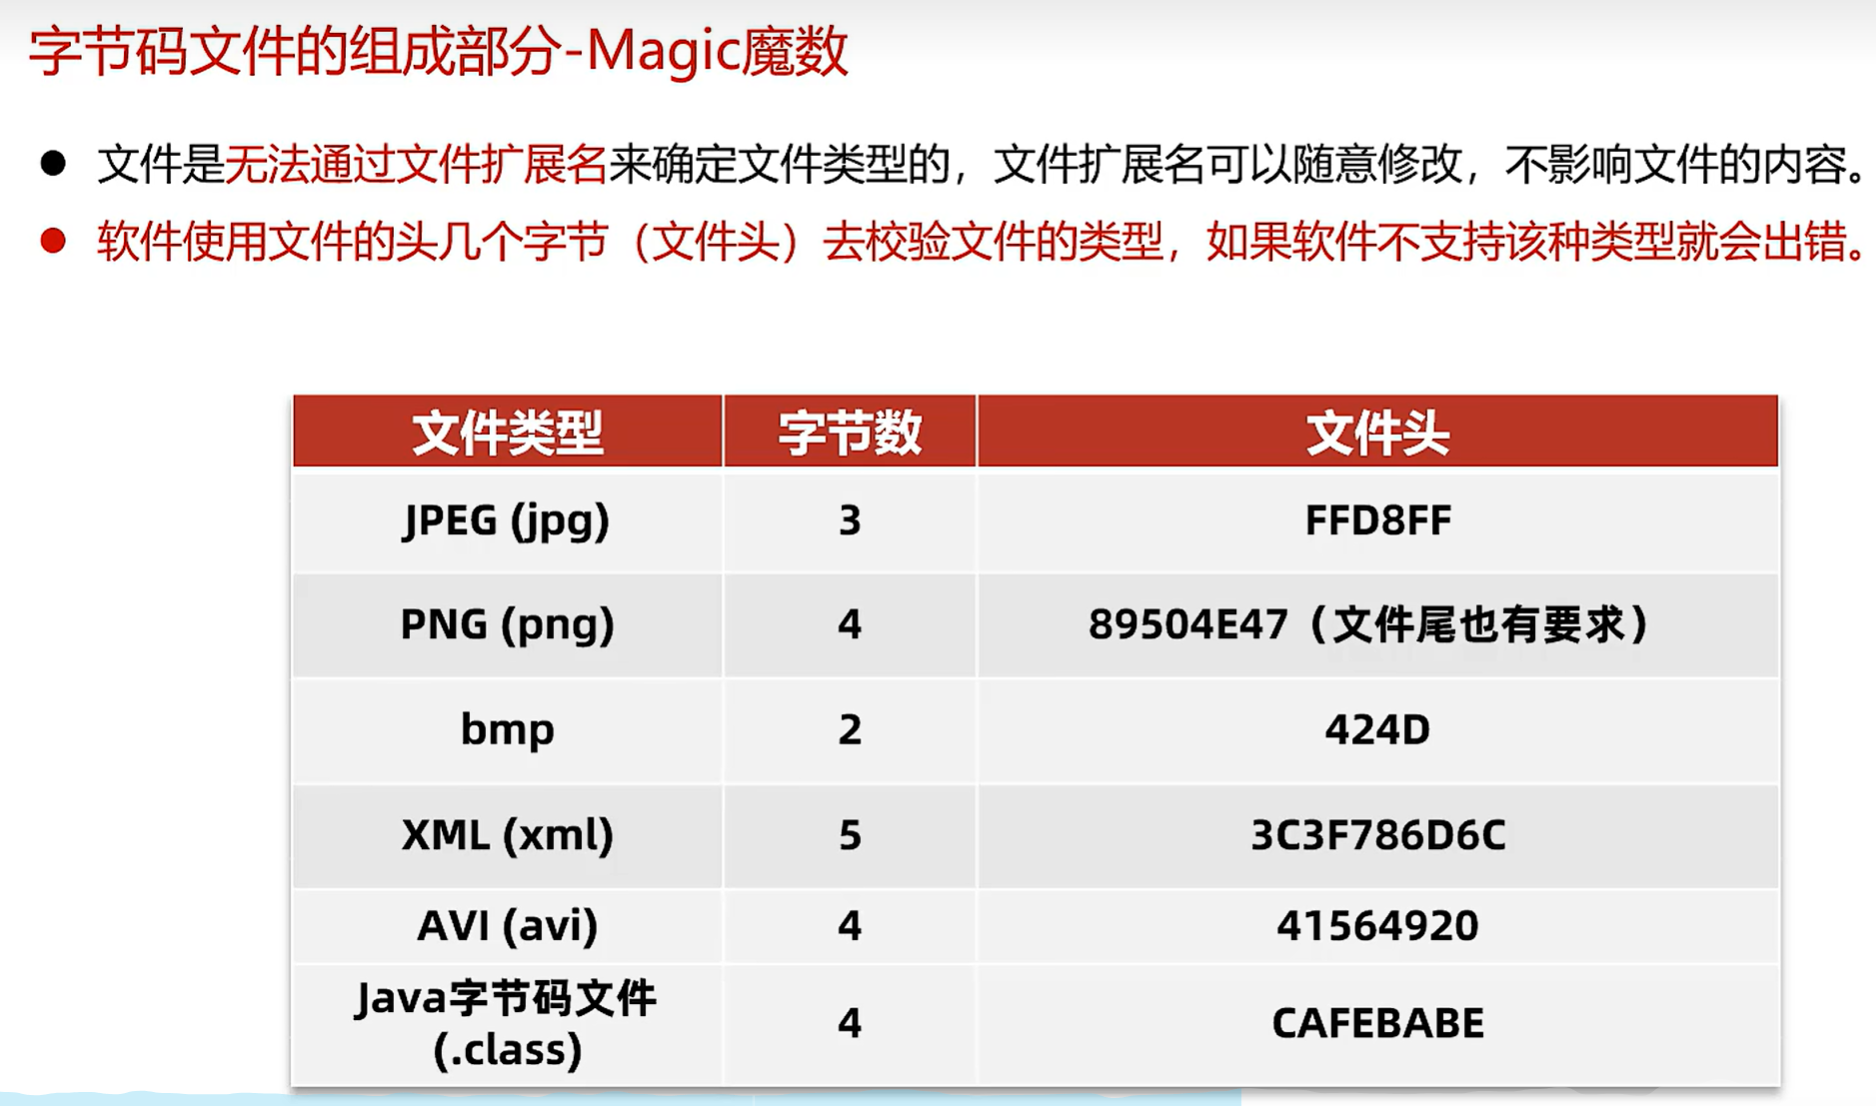 字节码文件的组成部分-Magic魔数
● 文件是无法通过文件扩展名来确定文件类型的，文件扩展名可以随意修改，不影响文件的内容。
● 软件使用文件的头几个字节（文件头）去校验文件的类型，如果软件不支持该种类型就会出错。
文件类型 字节数 文件头
JPEG (jpg) 3 FFD8FF
PNG (png) 4 89504E47（文件尾也有要求）
bmp 2 424D
XML (xml) 5 3C3F786D6C
AVI (avi) 4 41564920
Java字节码文件
(.class) 4 CAFEBABE